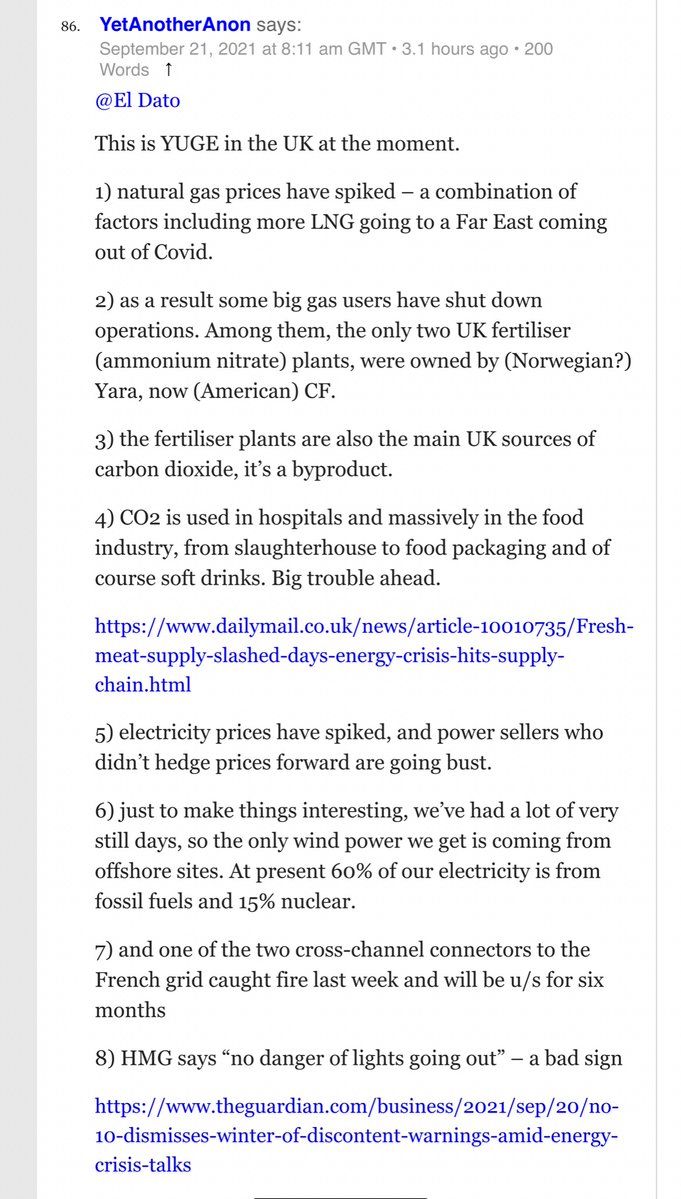 86. YetAnotherAnon says:
September 21, 2021 at 8:11 am GMT • 3.1 hours ago • 200
Words ↑
@El Dato
This is YUGE in the UK at the moment.
1) natural gas prices have spiked – a combination of
factors including more LNG going to a Far East coming
out of Covid.
2) as a result some big gas users have shut down
operations. Among them, the only two UK fertiliser
(ammonium nitrate) plants, were owned by (Norwegian?)
Yara, now (American) CF.
3) the fertiliser plants are also the main UK sources of
carbon dioxide, it’s a byproduct.
4) CO2 is used in hospitals and massively in the food
industry, from slaughterhouse to food packaging and of
course soft drinks. Big trouble ahead.
https://www.dailymail.co.uk/news/article-10010735/Fresh-
meat-supply-slashed-days-energy-crisis-hits-supply-
chain.html
5) electricity prices have spiked, and power sellers who
didn’t hedge prices forward are going bust.
6) just to make things interesting, we’ve had a lot of very
still days, so the only wind power we get is coming from
offshore sites. At present 60% of our electricity is from
fossil fuels and 15% nuclear.
7) and one of the two cross-channel connectors to the
French grid caught fire last week and will be u/s for six
months
8) HMG says “no danger of lights going out” – a bad sign
https://www.theguardian.com/business/2021/sep/20/no-
10-dismisses-winter-of-discontent-warnings-amid-energy-
crisis-talks